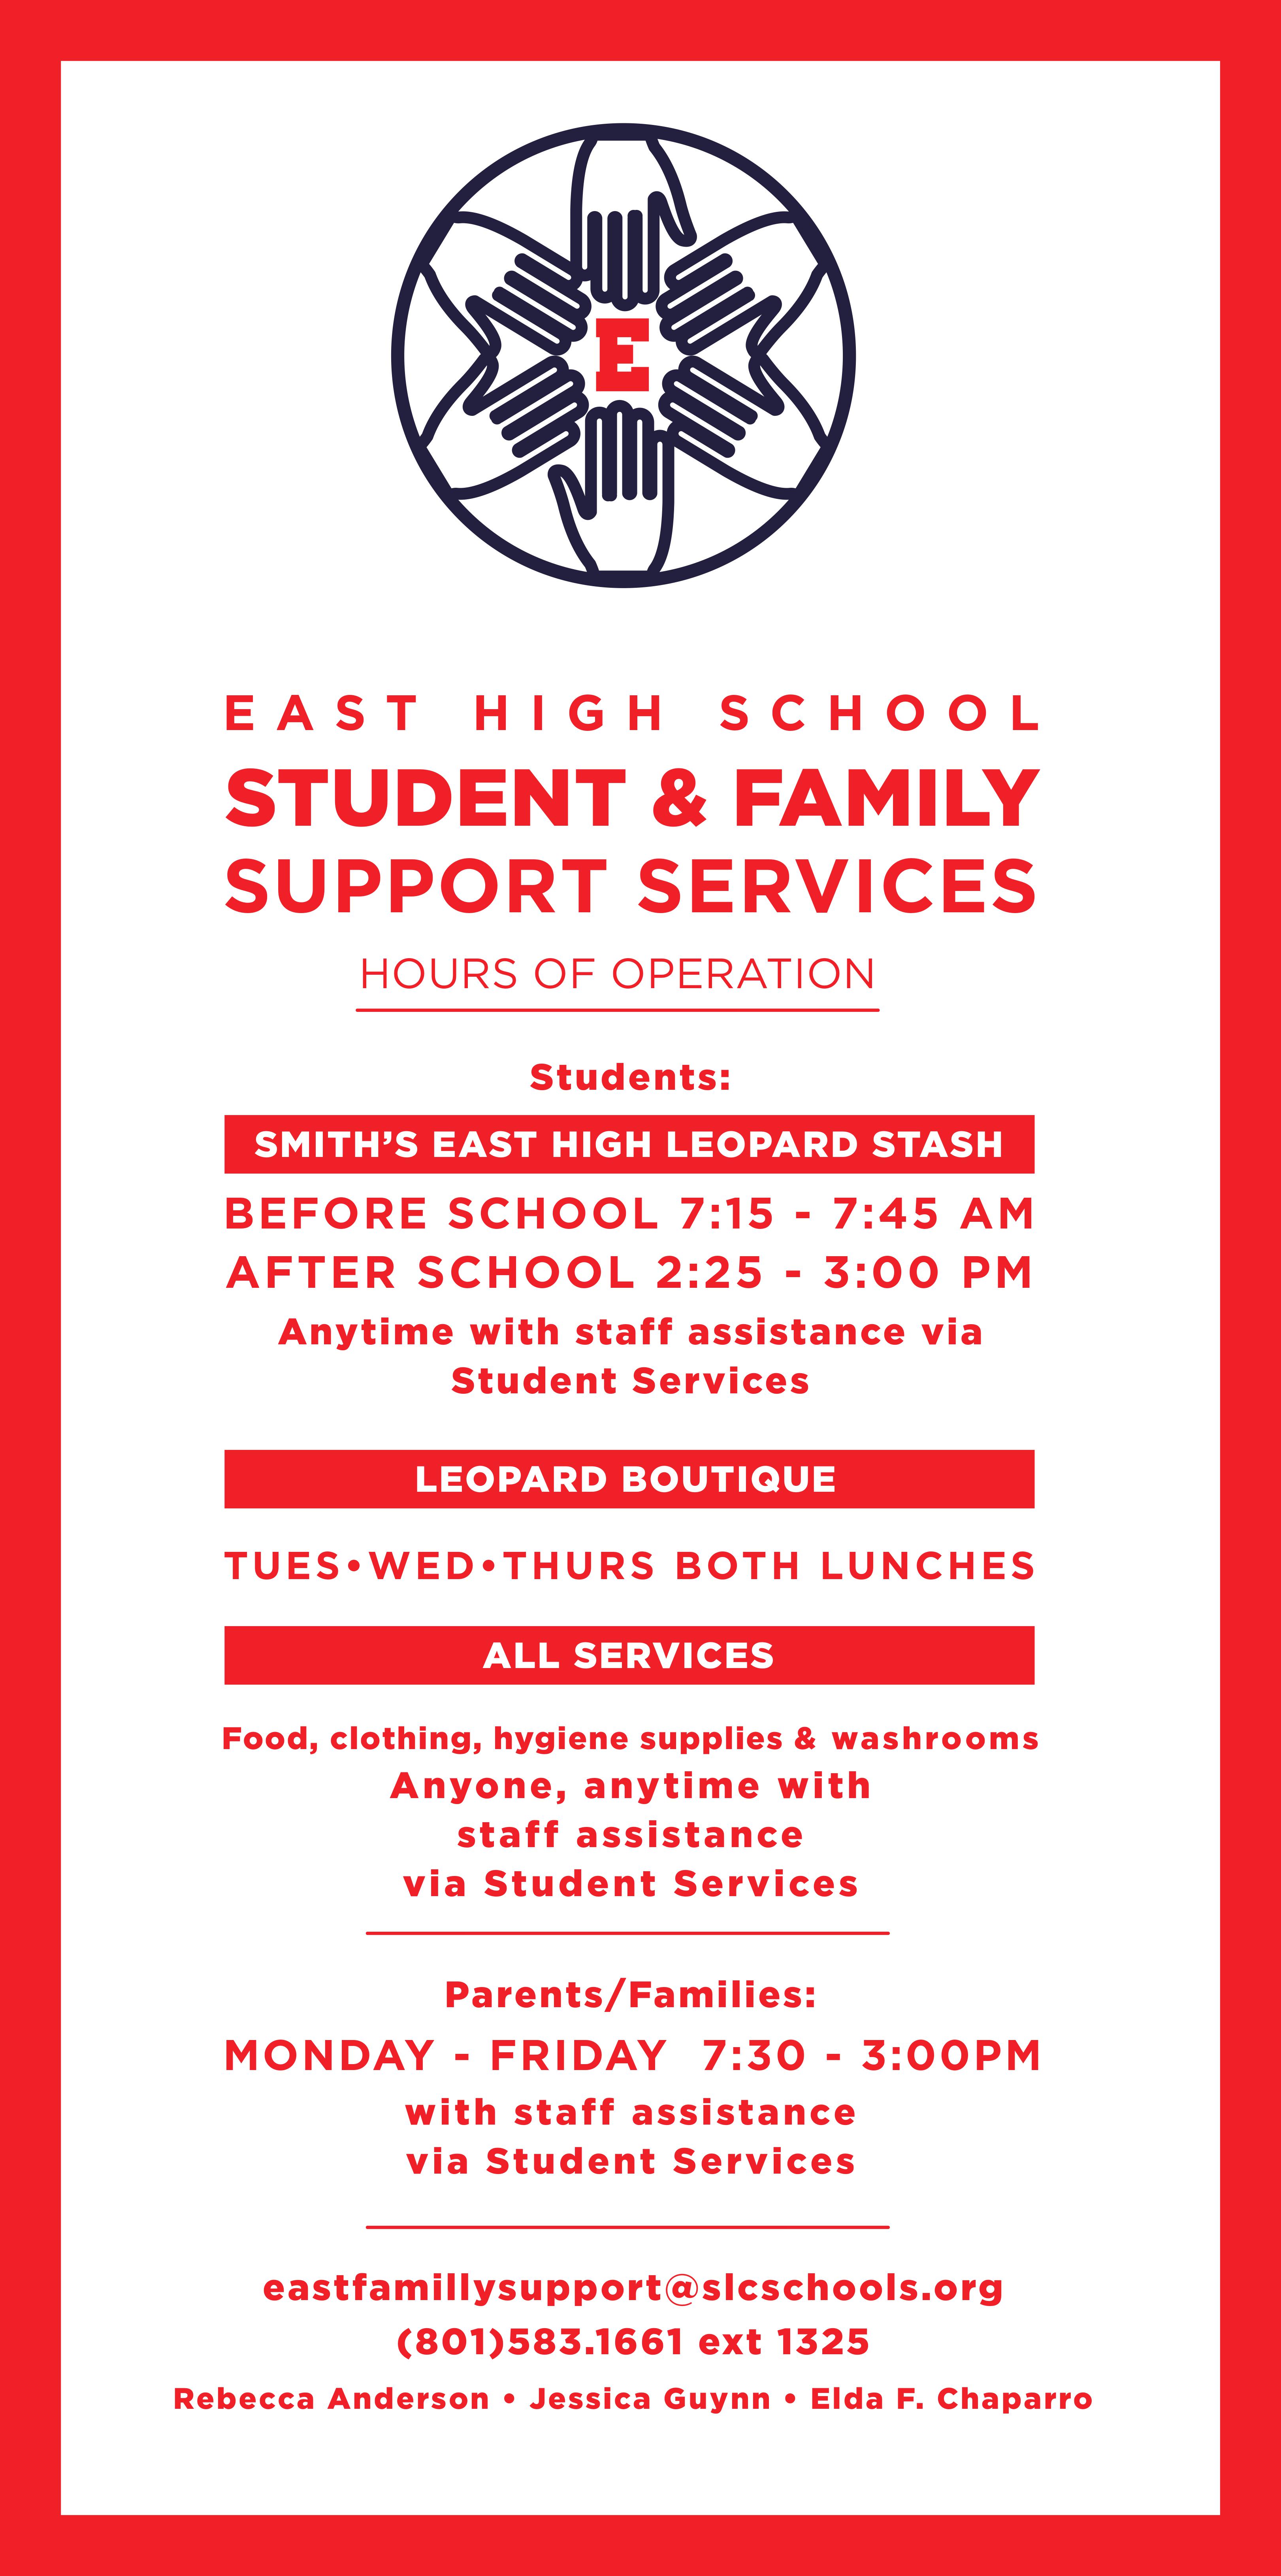 E
EAST HIGH SCHOOL
STUDENT & FAMILY
SUPPORT SERVICES
HOURS OF OPERATION
Students:
SMITH’S EAST HIGH LEOPARD STASH
BEFORE SCHOOL 7:15 - 7:45 AM
AFTER SCHOOL 2:25 - 3:00 PM
Anytime with staff assistance via
Student Services
LEOPARD BOUTIQUE
TUES•WED•THURS BOTH LUNCHES
ALL SERVICES
Food, clothing, hygiene supplies & washrooms
Anyone, anytime with
staff assistance
via Student Services
Parents/Families:
MONDAY - FRIDAY 7:30 - 3:00PM
with staff assistance
via Student Services
eastfamillysupport@slcschools.org
(801)583.1661 ext 1325
Rebecca Anderson • Jessica Guynn • Elda F. Chaparro